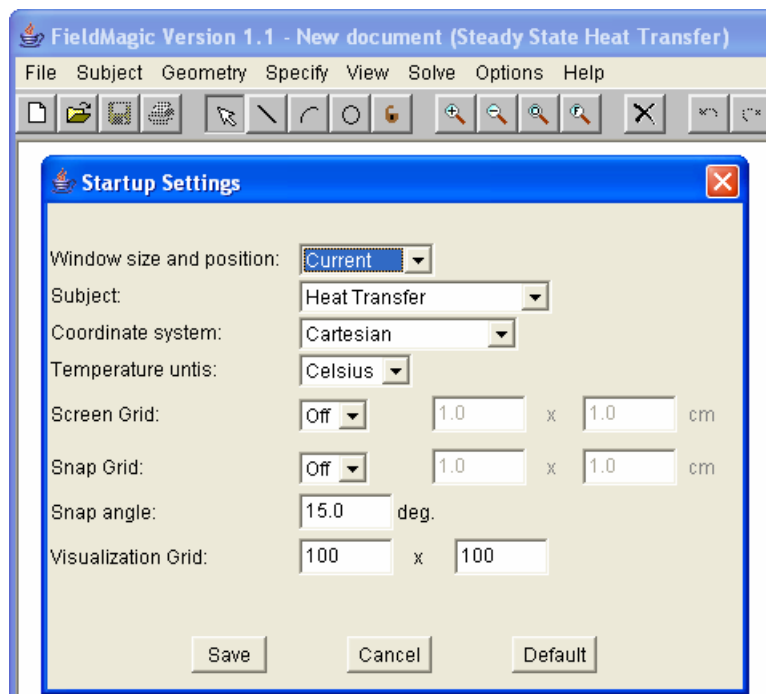 FieldMagic Version 1.1 - New document (Steady State Heat Transfer)
File Subject Geometry Specify View Solve Options Help
Startup Settings
Window size and position: Current
Subject: Heat Transfer
Coordinate system: Cartesian
Temperature untis: Celsius
Screen Grid: Off 1.0 x 1.0 cm
Snap Grid: Off 1.0 x 1.0 cm
Snap angle: 15.0 deg.
Visualization Grid: 100 x 100
Save Cancel Default